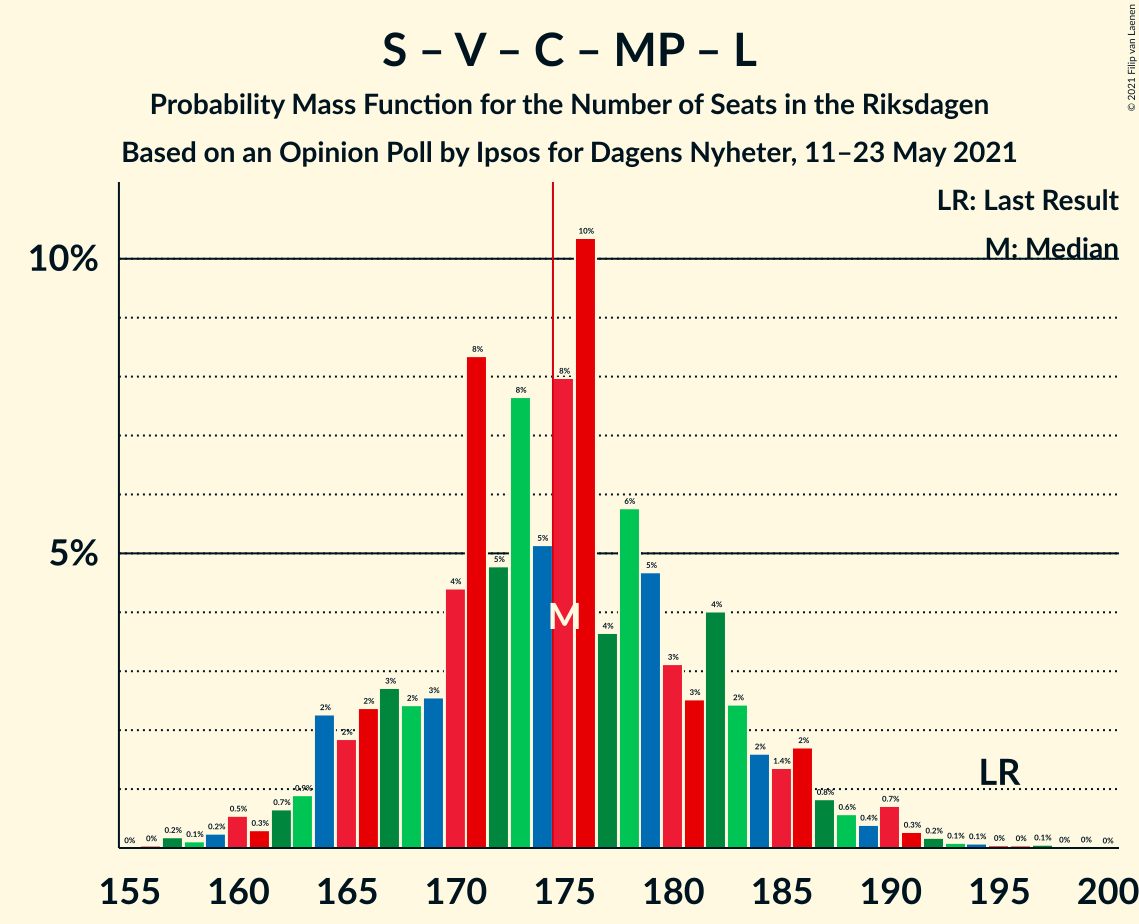 S – V – C – MP – L
Probability Mass Function for the Number of Seats in the Riksdagen
Based on an Opinion Poll by Ipsos for Dagens Nyheter, 11–23 May 2021
© 2021 Filip van Laenen
LR: Last Result
M: Median
10%
5%
0% 0% 0.2% 0.1% 0.2% 0.5% 0.3% 0.7% 0.9% 2% 2% 2% 3% 2% 3% 4% 8% 5% 8% 5% 8% 10% 4% 6% 5% 3% 3% 4% 2% 2% 1.4% 2% 0.8% 0.6% 0.4% 0.7% 0.3% 0.2% 0.1% 0.1% 0% 0% 0.1% 0% 0% 0%
M
LR
155 160 165 170 175 180 185 190 195 200